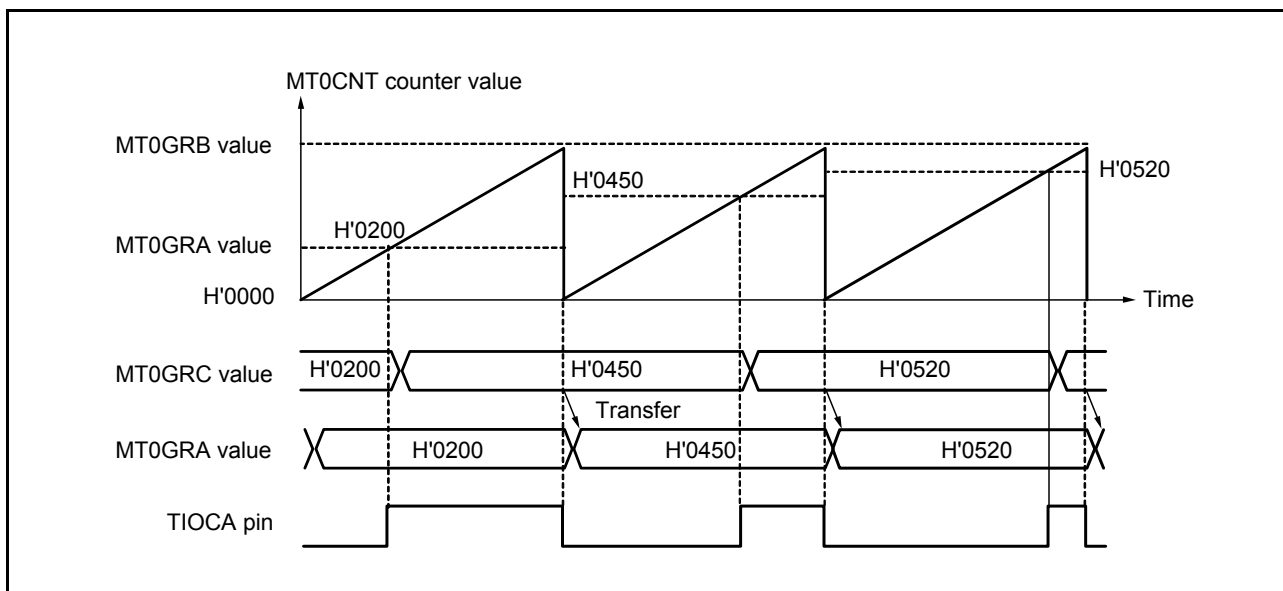 MT0CNT counter value
MT0GRB value
H'0520
H'0450
MT0GRA value
H'0200
H'0000
Time
MT0GRC value
H'0200
H'0450
H'0520
Transfer
MT0GRA value
H'0200
H'0450
H'0520
TIOCA pin